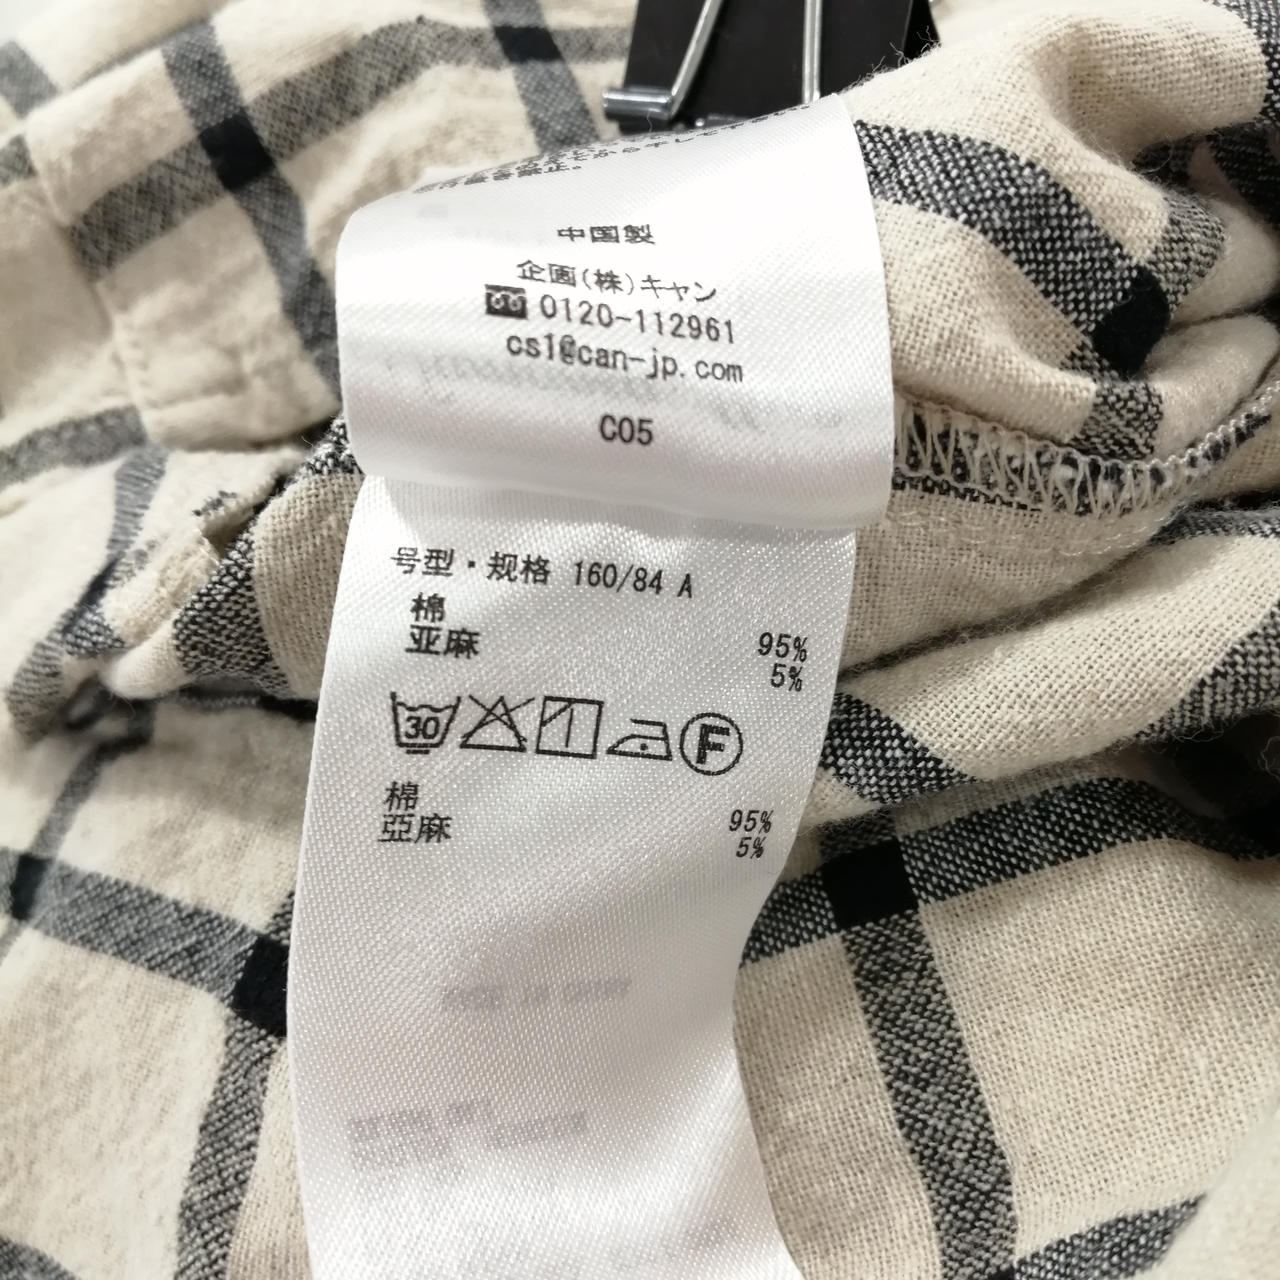 中国製
企画(株)キャン
0120-112961
cs1@can-jp.com
C05
号型・规格 160/84 A
棉
亚麻 95%
5%
30 F
棉
亞麻 95%
5%